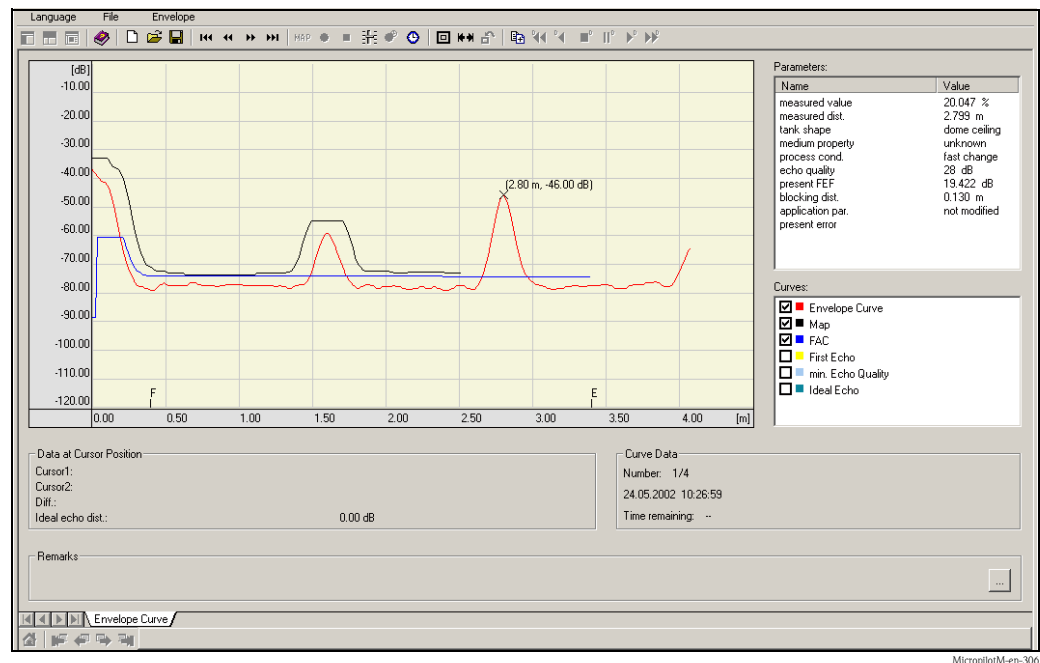 Language File Envelope
MAP
[dB]
-10.00
-20.00
-30.00
-40.00
-50.00
-60.00
-70.00
-80.00
-90.00
-100.00
-110.00
-120.00
(2.80 m, -46.00 dB)
F
E
0.00 0.50 1.00 1.50 2.00 2.50 3.00 3.50 4.00 [m]
Parameters:
Name Value
measured value 20.047 %
measured dist. 2.799 m
tank shape dome ceiling
medium property unknown
process cond. fast change
echo quality 28 dB
present FEF 19.422 dB
blocking dist. 0.130 m
application par. not modified
present error
Curves:
Envelope Curve
Map
FAC
First Echo
min. Echo Quality
Ideal Echo
Data at Cursor Position
Cursor1:
Cursor2:
Diff.:
Ideal echo dist.: 0.00 dB
Curve Data
Number: 1/4
24.05.2002 10:26:59
Time remaining: --
Remarks
...
Envelope Curve
MicropilotM-en-306